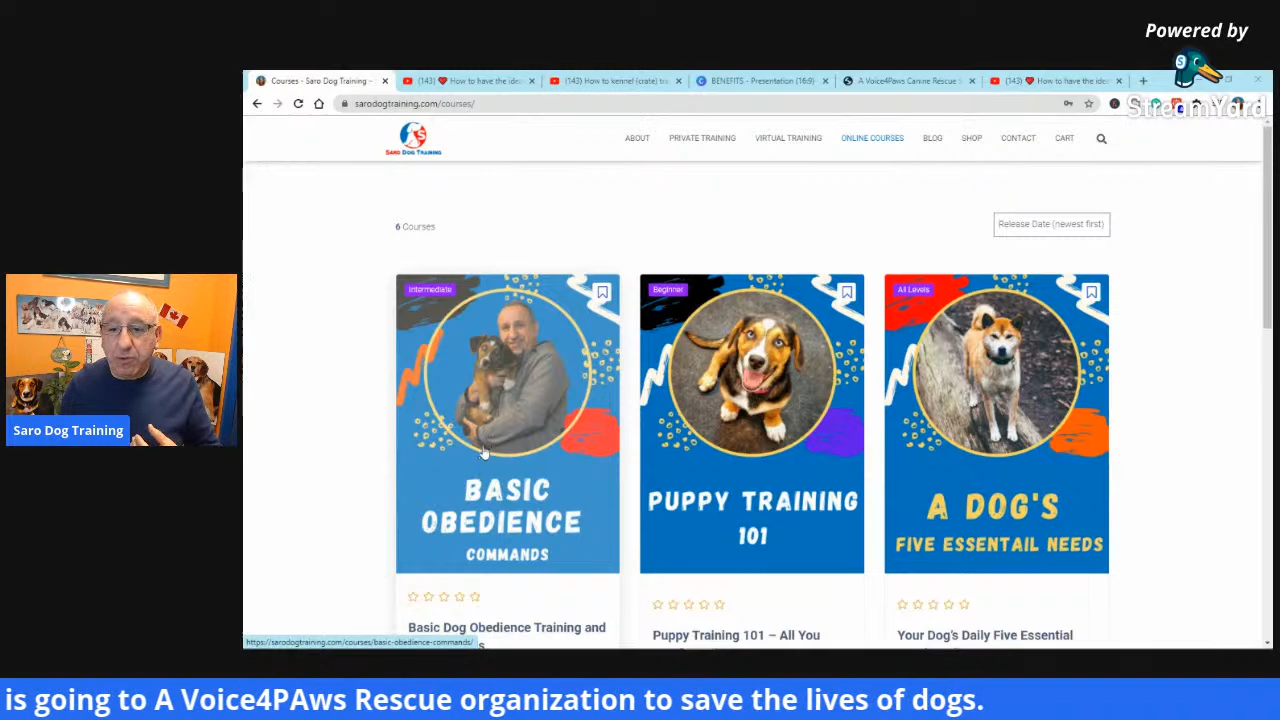 Powered by
StreamYard
Courses - Saro Dog Training –
(143) ❤ How to have the idea
(143) How to kennel (crate) tra
BENEFITS - Presentation (16:9)
A Voice4Paws Canine Rescue S
(143) ❤ How to have the idea
sarodogtraining.com/courses/
SARO DOG TRAINING
ABOUT
PRIVATE TRAINING
VIRTUAL TRAINING
ONLINE COURSES
BLOG
SHOP
CONTACT
CART
6 Courses
Release Date (newest first)
Intermediate
BASIC
OBEDIENCE
COMMANDS
Basic Dog Obedience Training and
Beginner
PUPPY TRAINING
101
Puppy Training 101 – All You
All Levels
A DOG'S
FIVE ESSENTAIL NEEDS
Your Dog's Daily Five Essential
https://sarodogtraining.com/courses/basic-obedience-commands/
Saro Dog Training
is going to A Voice4PAws Rescue organization to save the lives of dogs.